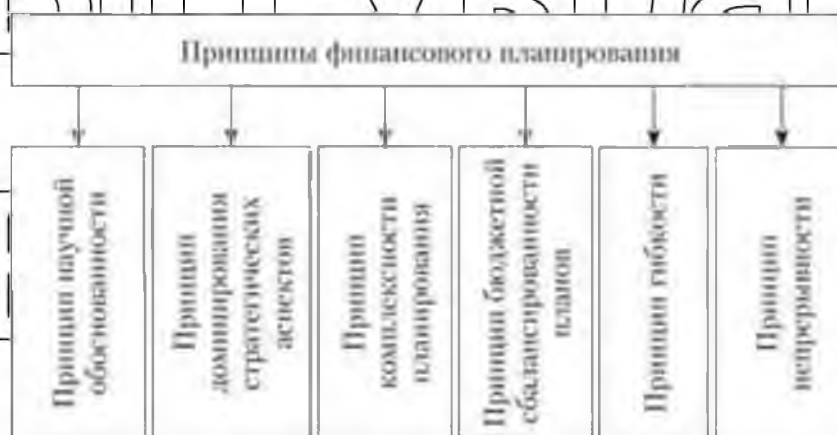 Принципы финансового планирования
Принцип научной
обоснованности
Принцип
доминирования
стратегических
аспектов
Принцип
комплексности
планирования
Принцип бюджетной
сбалансированности
планов
Принцип гибкости
Принцип
непрерывности